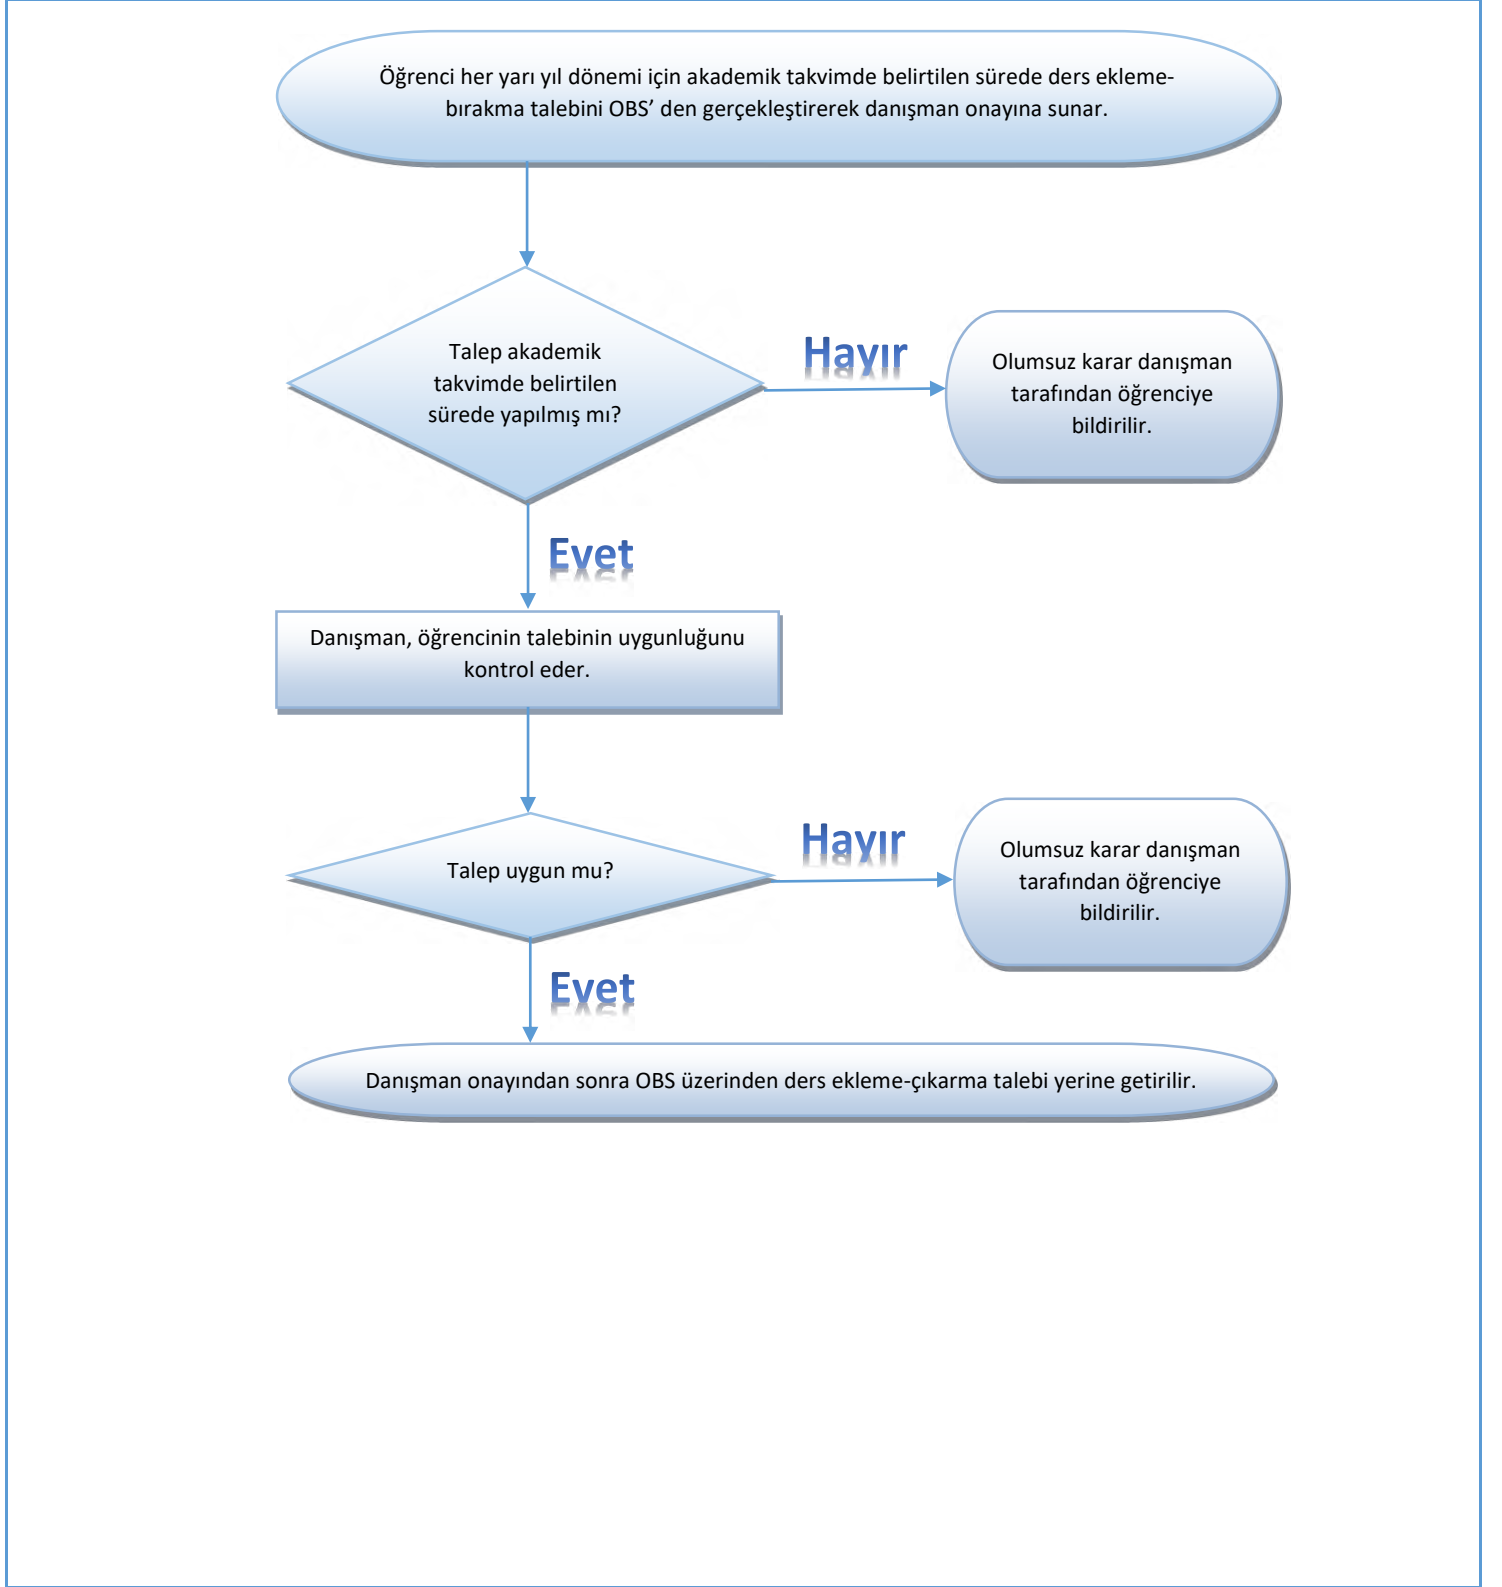 Öğrenci her yarı yıl dönemi için akademik takvimde belirtilen sürede ders ekleme-
bırakma talebini OBS’ den gerçekleştirerek danışman onayına sunar.
Talep akademik
takvimde belirtilen
sürede yapılmış mı?
Hayır
Olumsuz karar danışman
tarafından öğrenciye
bildirilir.
Evet
Danışman, öğrencinin talebinin uygunluğunu
kontrol eder.
Talep uygun mu?
Hayır
Olumsuz karar danışman
tarafından öğrenciye
bildirilir.
Evet
Danışman onayından sonra OBS üzerinden ders ekleme-çıkarma talebi yerine getirilir.